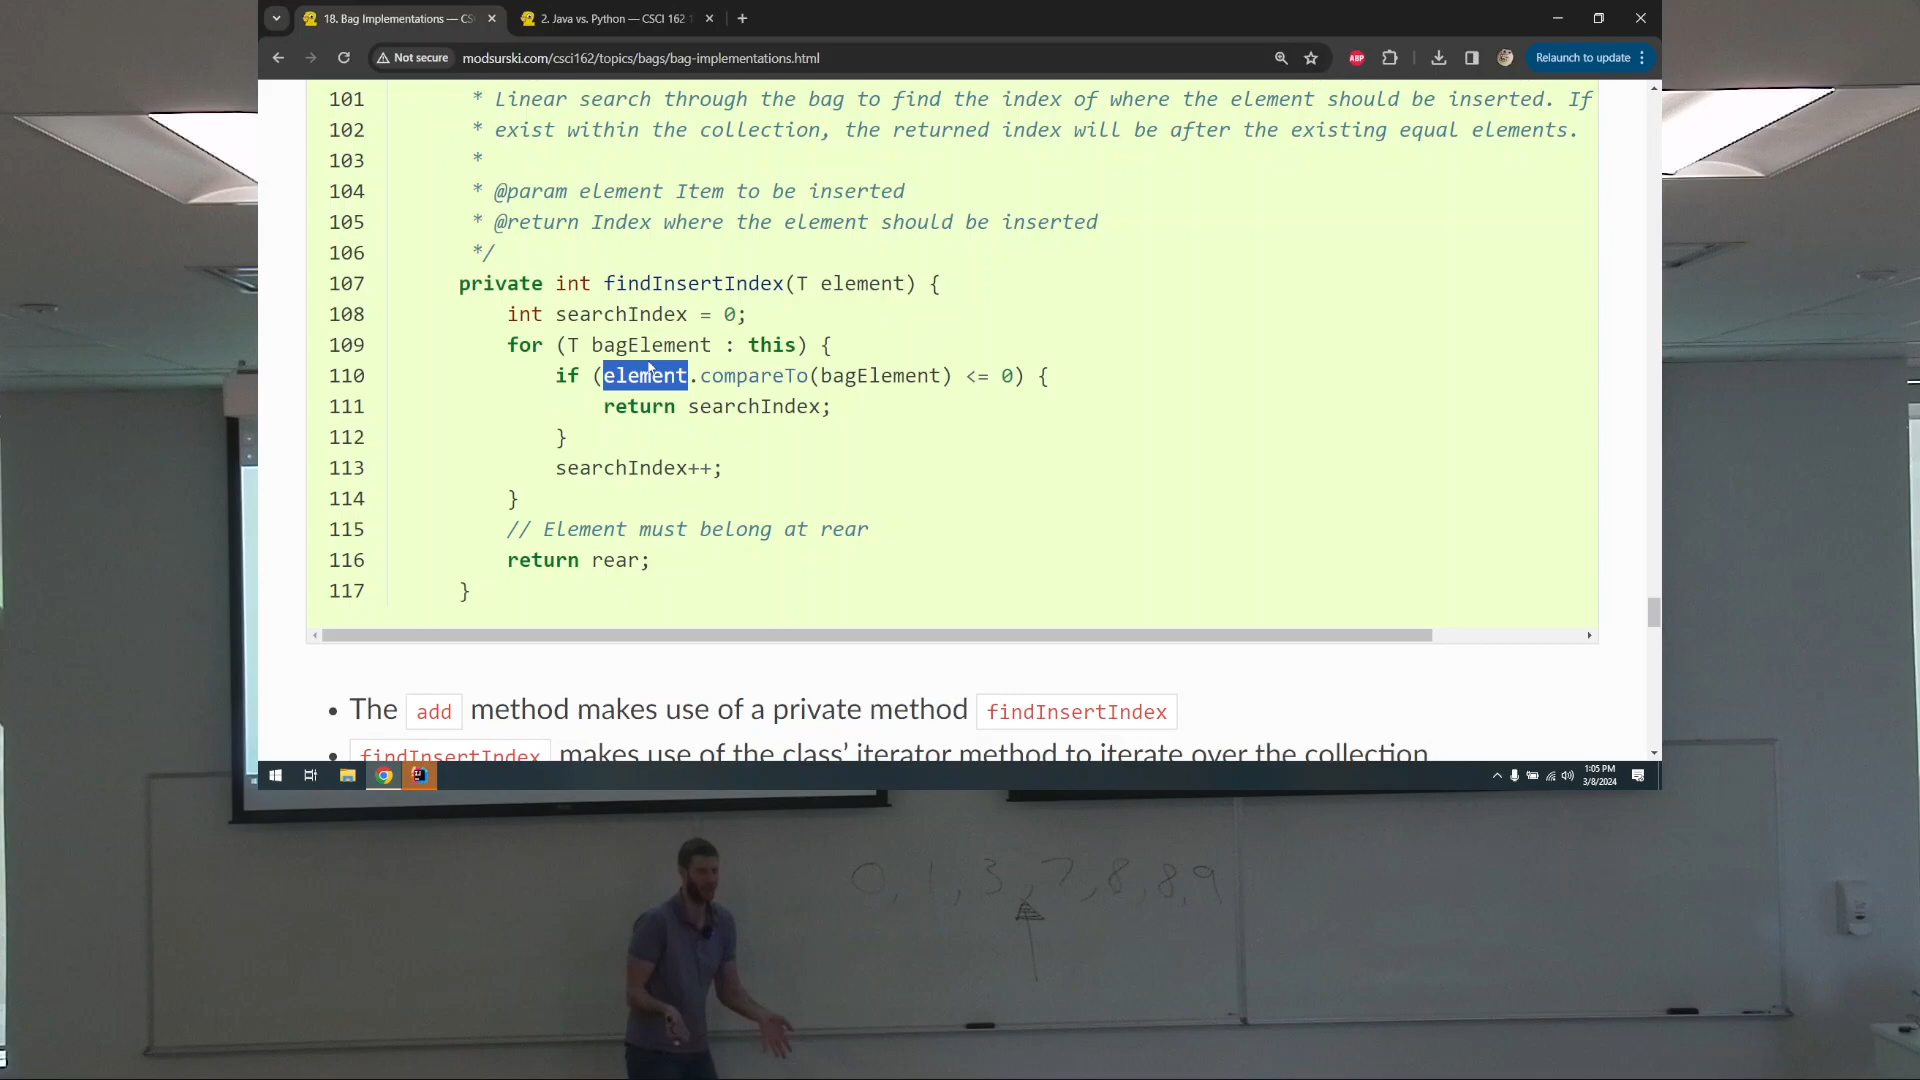 18. Bag Implementations — CS
2. Java vs. Python — CSCI 162
Not secure
modsurski.com/csci162/topics/bags/bag-implementations.html
ABP
Relaunch to update
101 * Linear search through the bag to find the index of where the element should be inserted. If
102 * exist within the collection, the returned index will be after the existing equal elements.
103 *
104 * @param element Item to be inserted
105 * @return Index where the element should be inserted
106 */
107 private int findInsertIndex(T element) {
108 int searchIndex = 0;
109 for (T bagElement : this) {
110 if (element.compareTo(bagElement) <= 0) {
111 return searchIndex;
112 }
113 searchIndex++;
114 }
115 // Element must belong at rear
116 return rear;
117 }
• The add method makes use of a private method findInsertIndex
• findInsertIndex makes use of the class’ iterator method to iterate over the collection
1:05 PM
3/8/2024
0, 1, 3, 7, 8, 8, 9